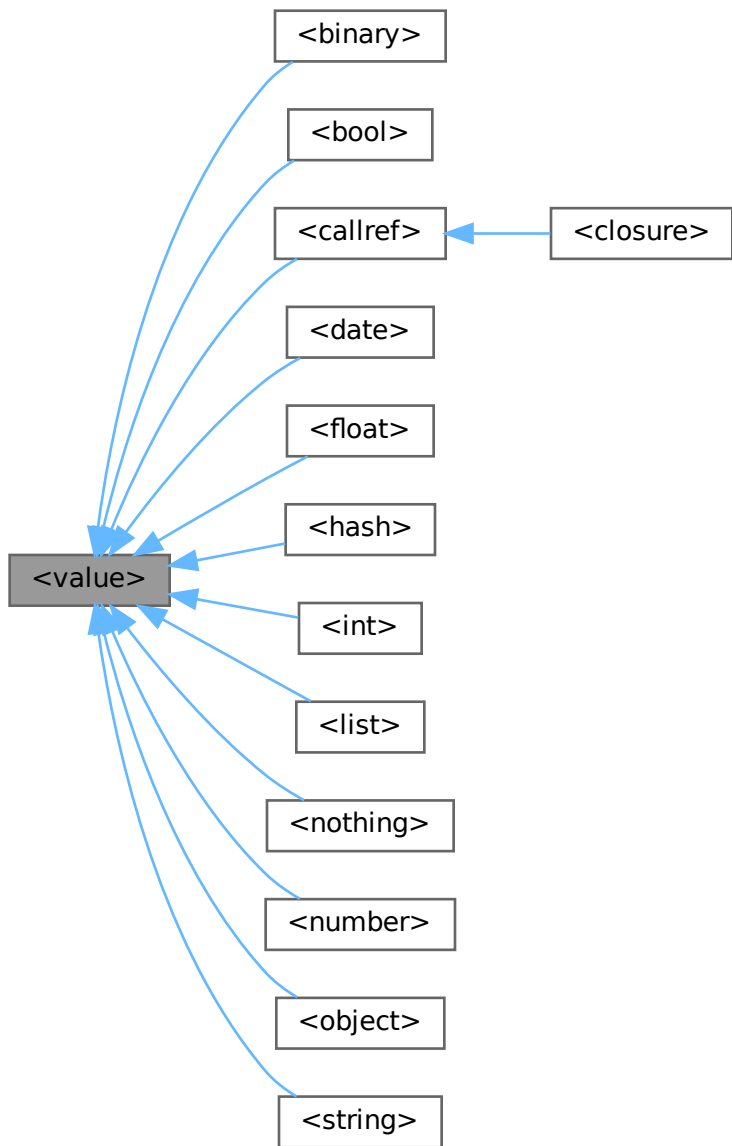 <binary>
<bool>
<callref>
<closure>
<date>
<float>
<hash>
<value>
<int>
<list>
<nothing>
<number>
<object>
<string>